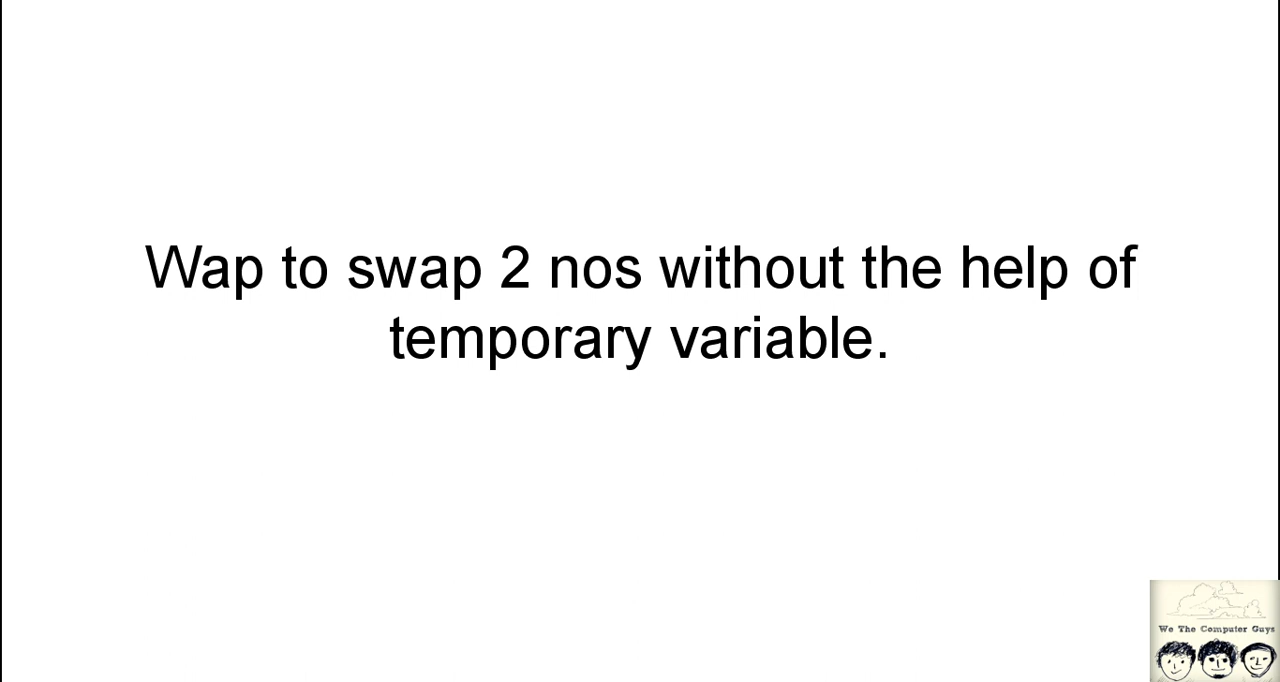 Wap to swap 2 nos without the help of
temporary variable.
We The Computer Guys